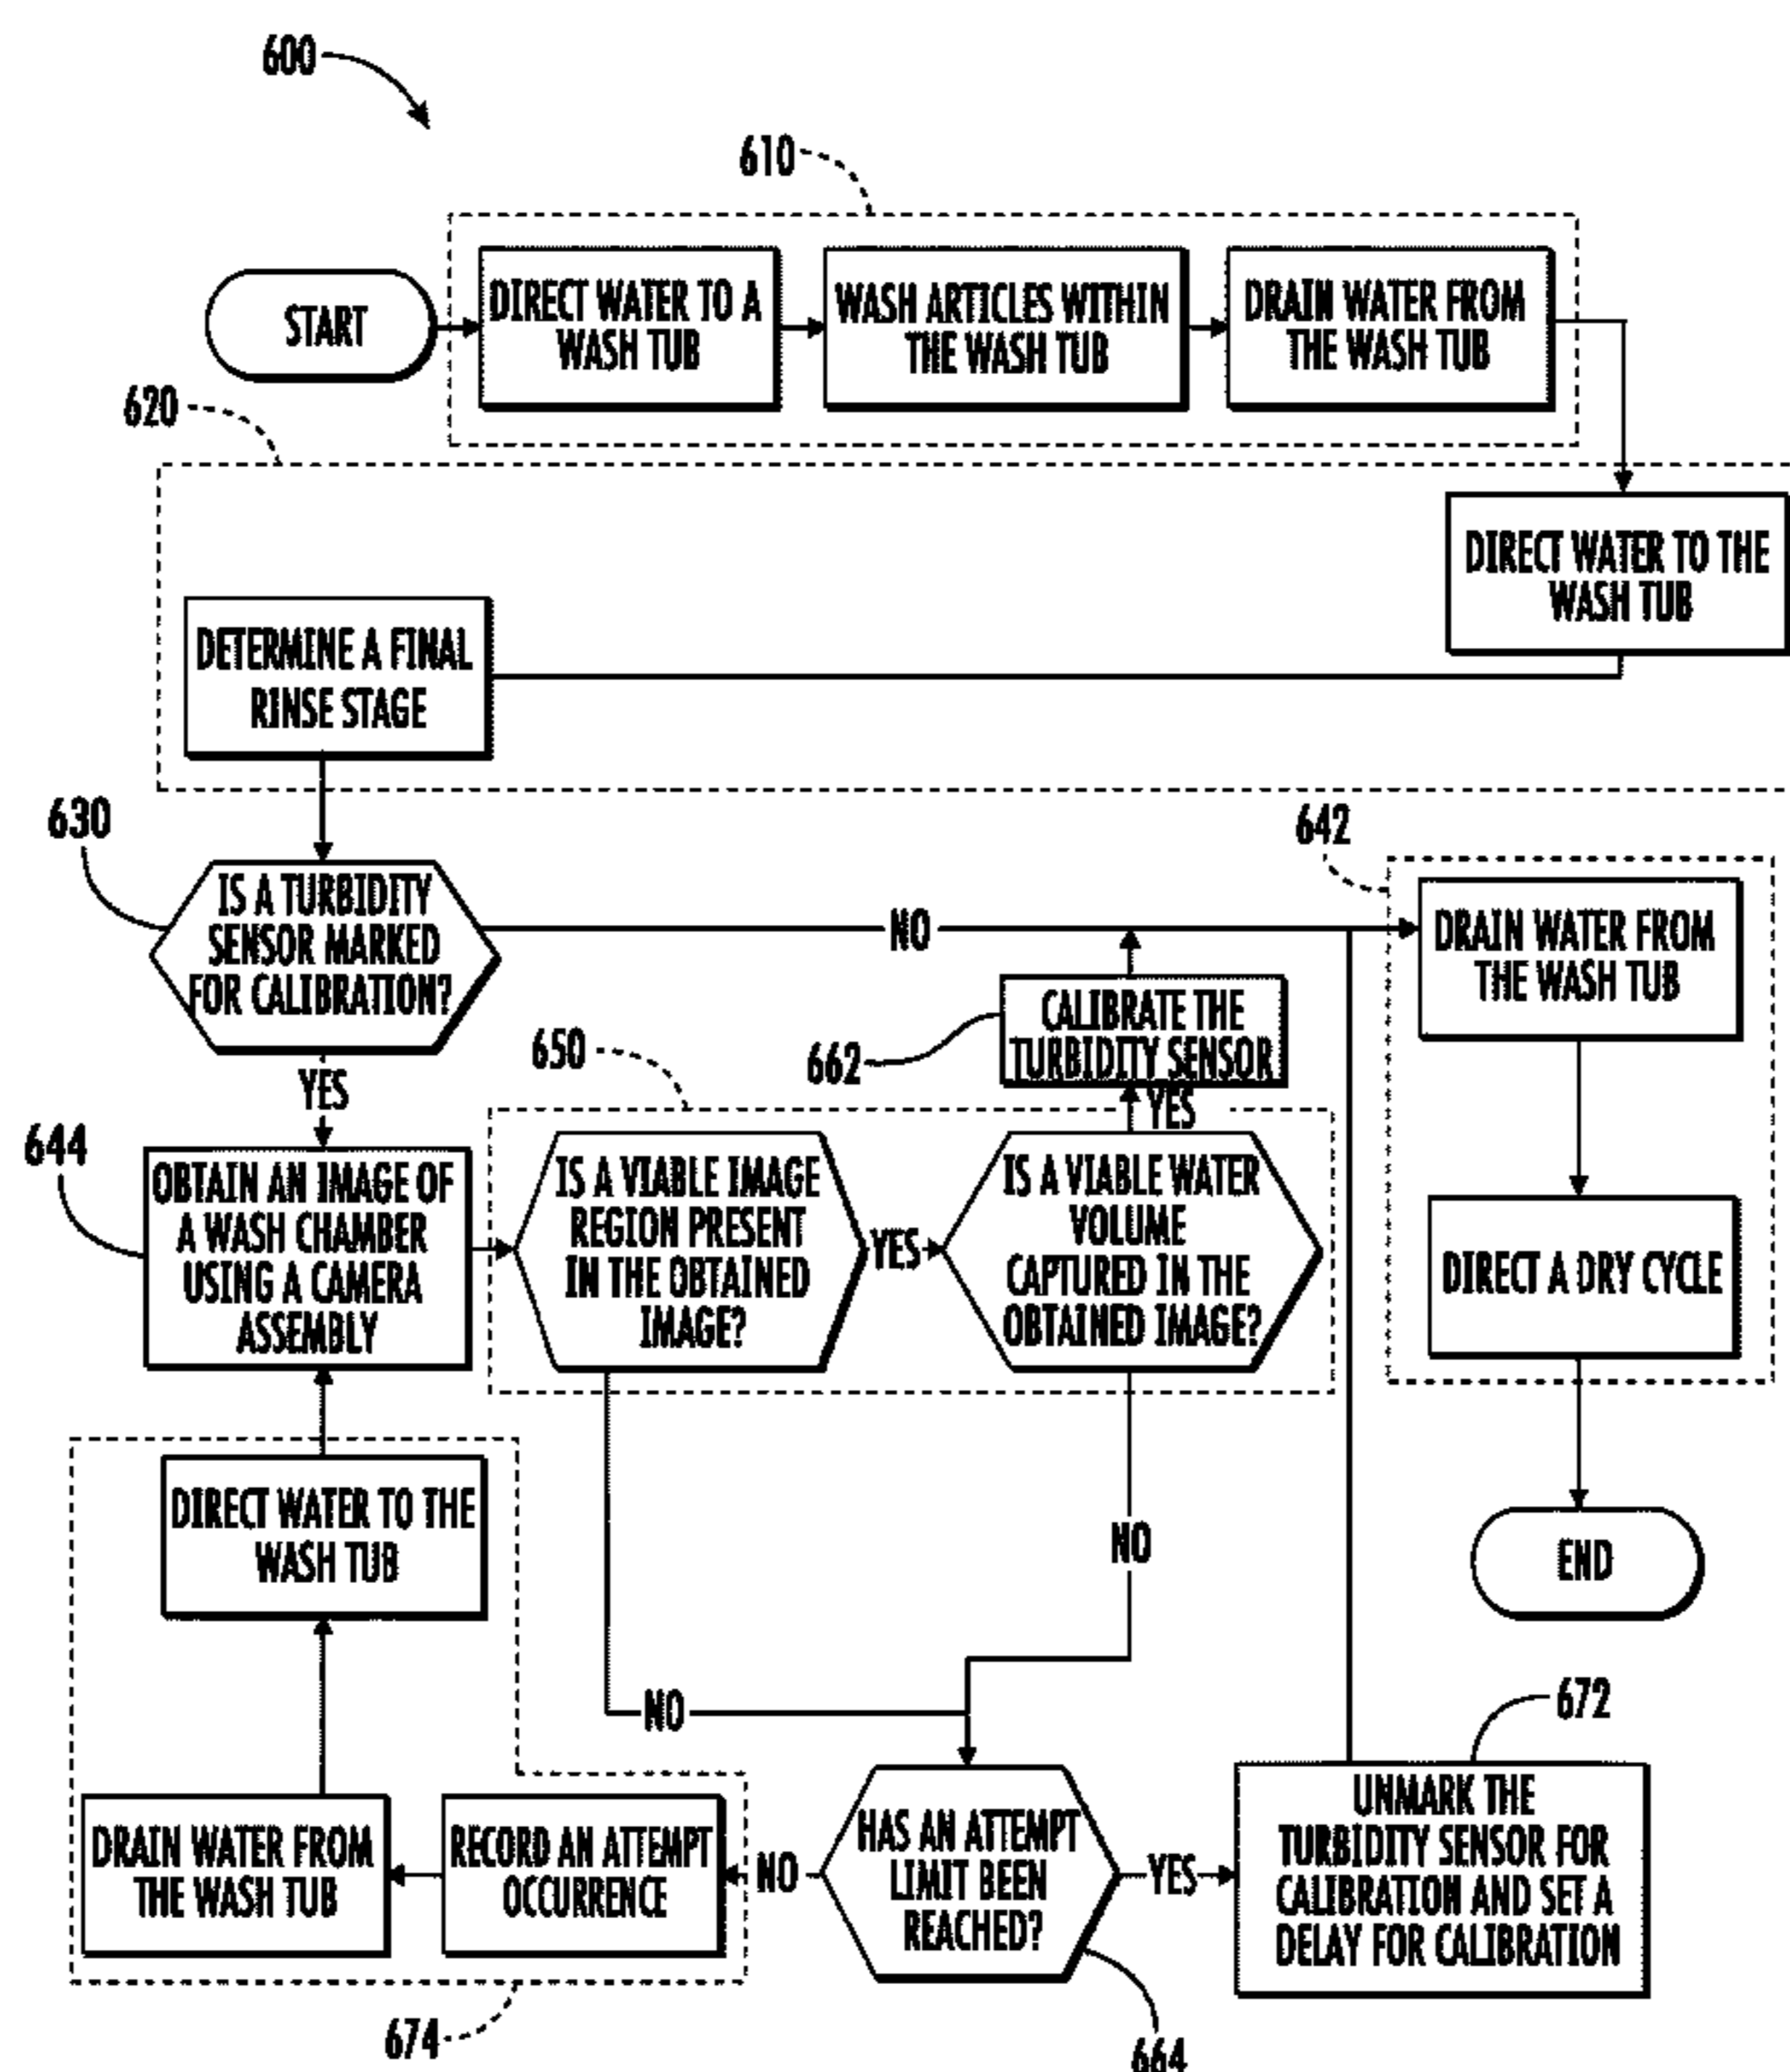 600
610
START
DIRECT WATER TO A
WASH TUB
WASH ARTICLES WITHIN
THE WASH TUB
DRAIN WATER FROM
THE WASH TUB
620
DIRECT WATER TO THE
WASH TUB
DETERMINE A FINAL
RINSE STAGE
630
IS A TURBIDITY
SENSOR MARKED
FOR CALIBRATION?
NO
YES
642
DRAIN WATER FROM
THE WASH TUB
DIRECT A DRY CYCLE
END
662
CALIBRATE THE
TURBIDITY SENSOR
YES
650
644
OBTAIN AN IMAGE OF
A WASH CHAMBER
USING A CAMERA
ASSEMBLY
IS A VIABLE IMAGE
REGION PRESENT
IN THE OBTAINED
IMAGE?
YES
IS A VIABLE WATER
VOLUME
CAPTURED IN THE
OBTAINED IMAGE?
NO
NO
DIRECT WATER TO THE
WASH TUB
DRAIN WATER FROM
THE WASH TUB
RECORD AN ATTEMPT
OCCURRENCE
NO
HAS AN ATTEMPT
LIMIT BEEN
REACHED?
YES
672
UNMARK THE
TURBIDITY SENSOR FOR
CALIBRATION AND SET A
DELAY FOR CALIBRATION
674
664